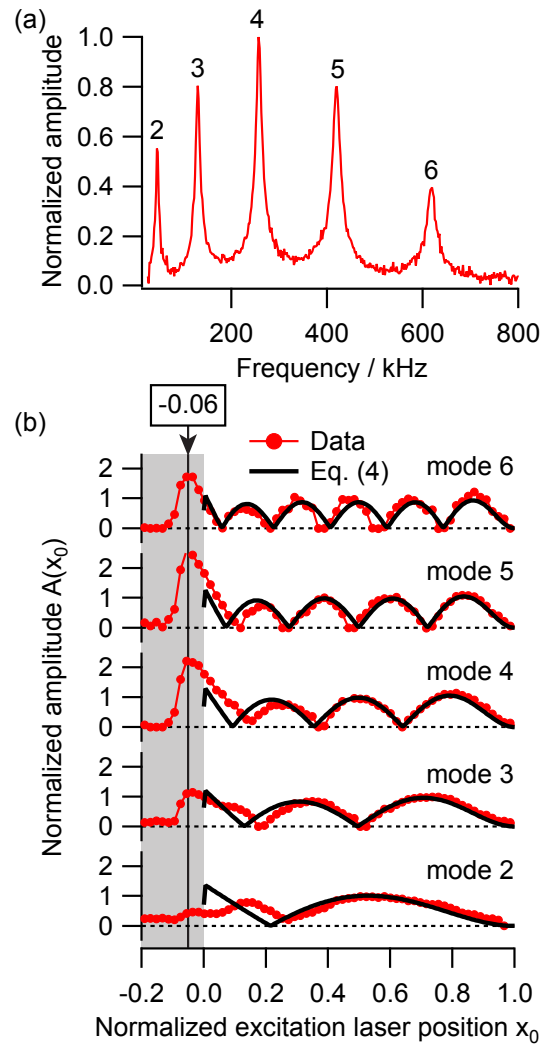 (a)
Normalized amplitude
1.0
0.8
0.6
0.4
0.2
0.0
2
3
4
5
6
200
400
600
800
Frequency / kHz
-0.06
(b)
Data
Eq. (4)
Normalized amplitude A(x₀)
mode 6
2
1
0
mode 5
2
1
0
mode 4
2
1
0
mode 3
2
1
0
mode 2
2
1
0
-0.2
0.0
0.2
0.4
0.6
0.8
1.0
Normalized excitation laser position x₀